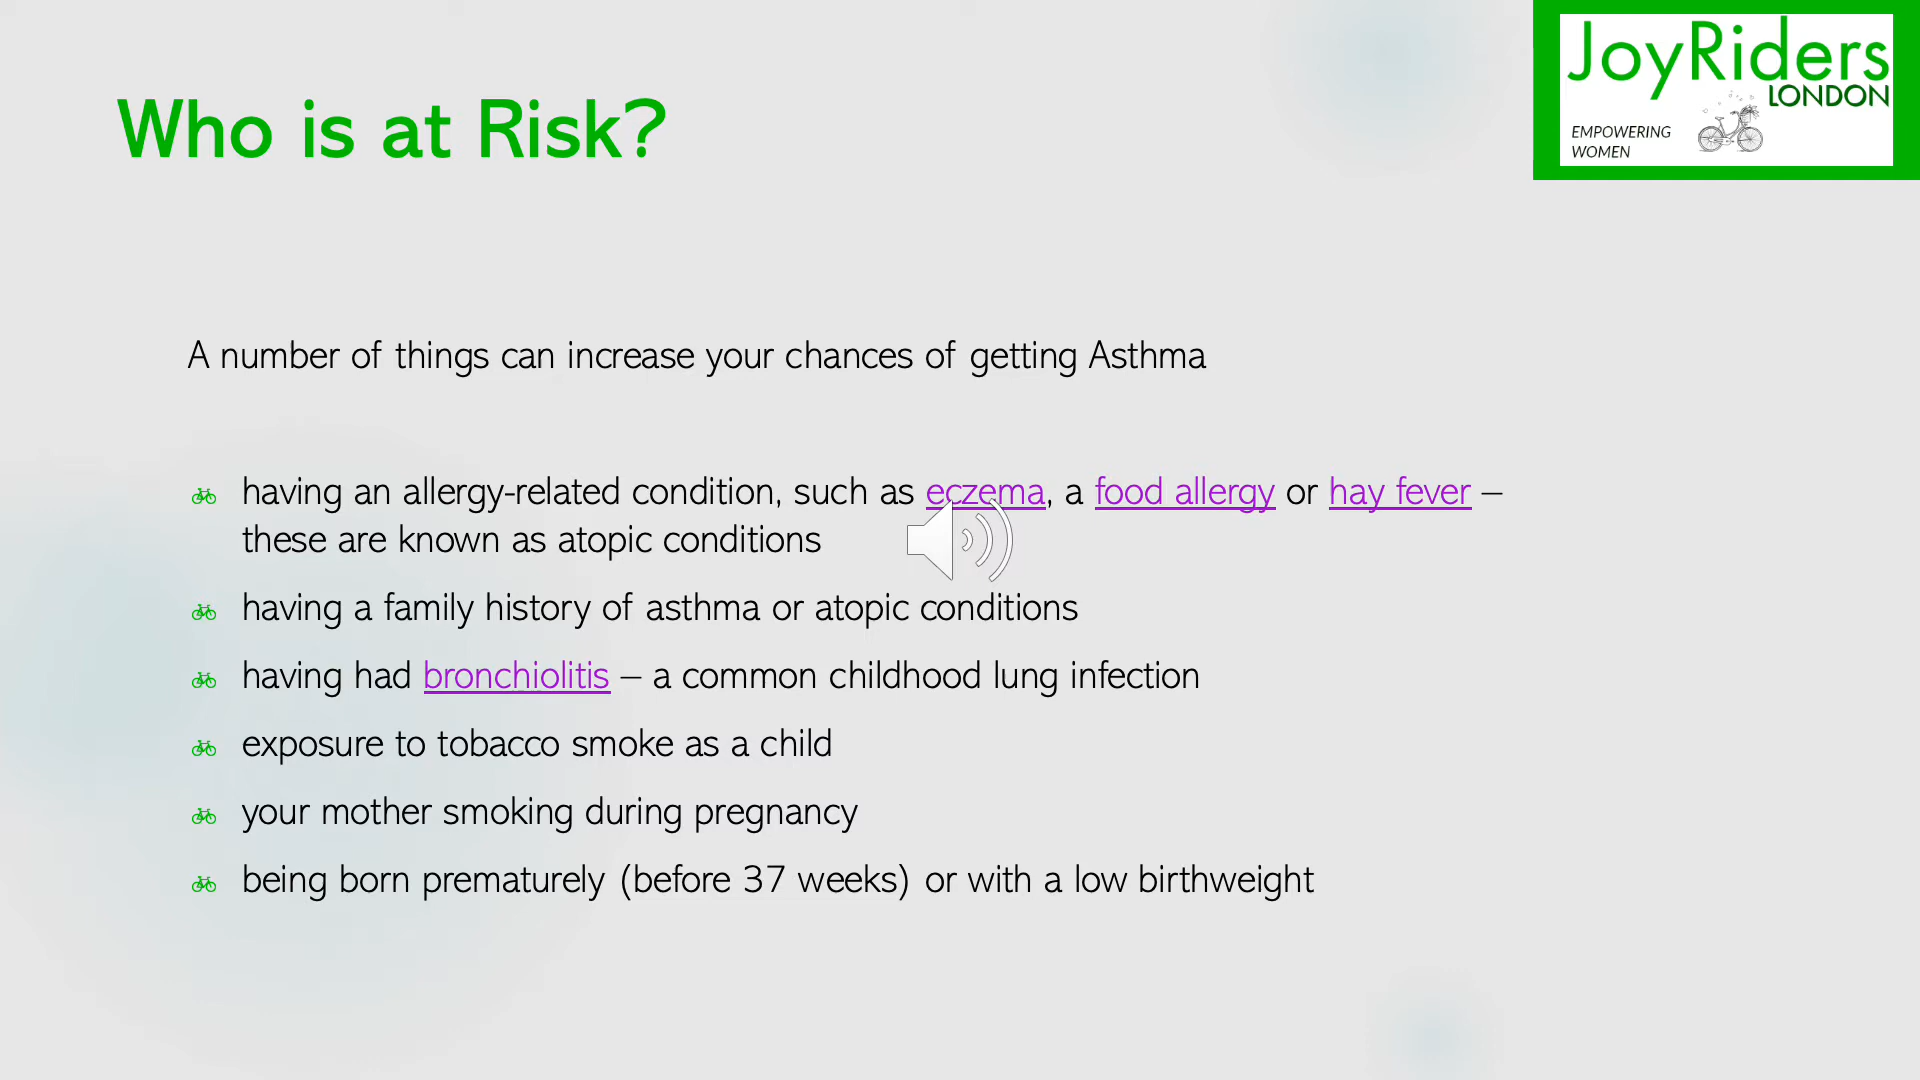 JoyRiders
LONDON
EMPOWERING
WOMEN
Who is at Risk?
A number of things can increase your chances of getting Asthma
having an allergy-related condition, such as eczema, a food allergy or hay fever –
these are known as atopic conditions
having a family history of asthma or atopic conditions
having had bronchiolitis – a common childhood lung infection
exposure to tobacco smoke as a child
your mother smoking during pregnancy
being born prematurely (before 37 weeks) or with a low birthweight